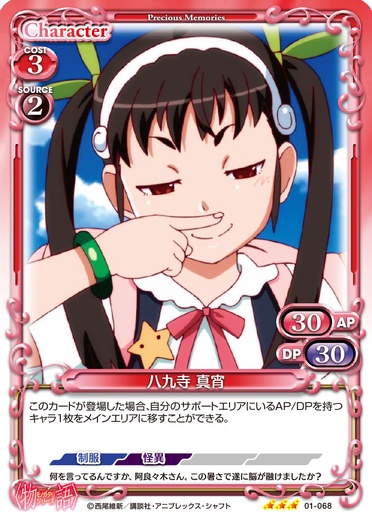 Precious Memories
Character
COST
3
SOURCE
2
30 AP
DP 30
八九寺 真宵
このカードが登場した場合、自分のサポートエリアにいるAP/DPを持つ
キャラ1枚をメインエリアに移すことができる。
制服 怪異
何を言ってるんですか、阿良々木さん。この暑さで遂に脳が融けましたか?
物語
©西尾維新/講談社・アニプレックス・シャフト
01-068